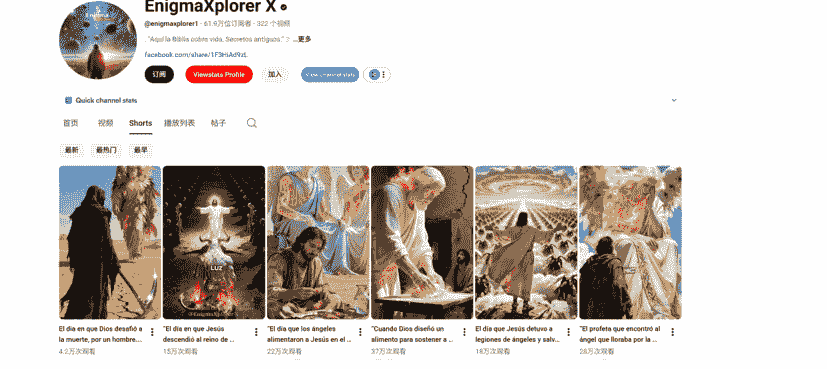 EnigmaXplorer X
@enigmaxplorer1 · 61.9万位订阅者 · 322 个视频
"Aquí la Biblia cobra vida. Secretos antiguos." ...更多
订阅
Viewstats Profile
加入
View channel stats
Quick channel stats
首页 视频 Shorts 播放列表 帖子
最新 最热门 最早
LUZ
@EnigmaXplorerX
El día en que Dios desafió a la muerte, por un hombre...
4.2万次观看
"El día en que Jesús descendió al reino de ...
15万次观看
"El día que los ángeles alimentaron a Jesús en el ...
22万次观看
"Cuando Dios diseñó un alimento para sostener a ...
37万次观看
El día que Jesús detuvo a legiones de ángeles y salv...
18万次观看
"El profeta que encontró al ángel que lloraba por la ...
28万次观看